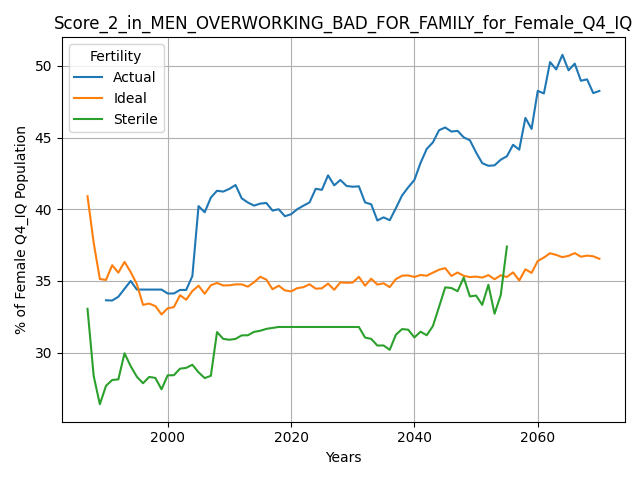 Score_2_in_MEN_OVERWORKING_BAD_FOR_FAMILY_for_Female_Q4_IQ
Fertility
Actual
Ideal
Sterile
% of Female Q4_IQ Population
50
45
40
35
30
2000
2020
2040
2060
Years